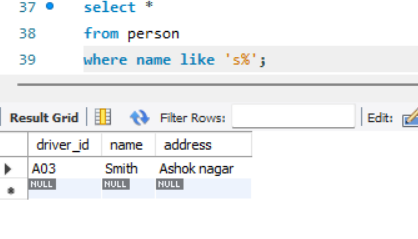 37 select *
38 from person
39 where name like 's%';
Result Grid Filter Rows: Edit:
driver_id name address
A03 Smith Ashok nagar
NULL NULL NULL